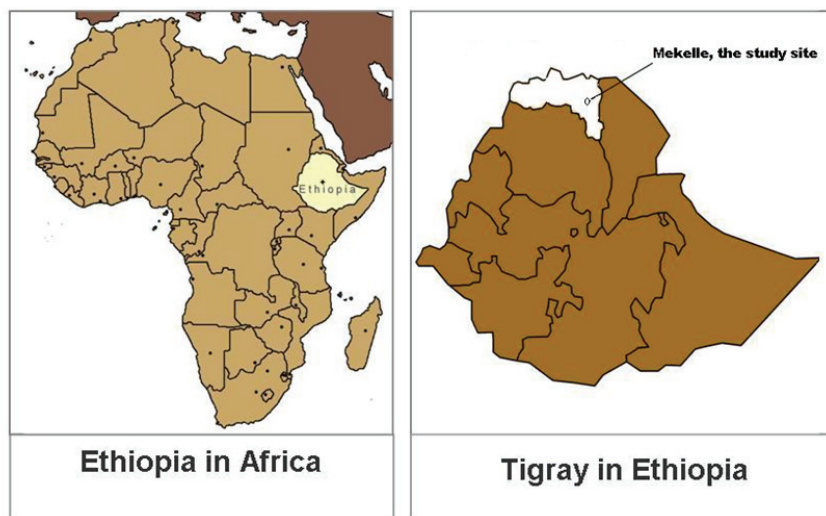 Ethiopia
Ethiopia in Africa
Mekelle, the study site
Tigray in Ethiopia